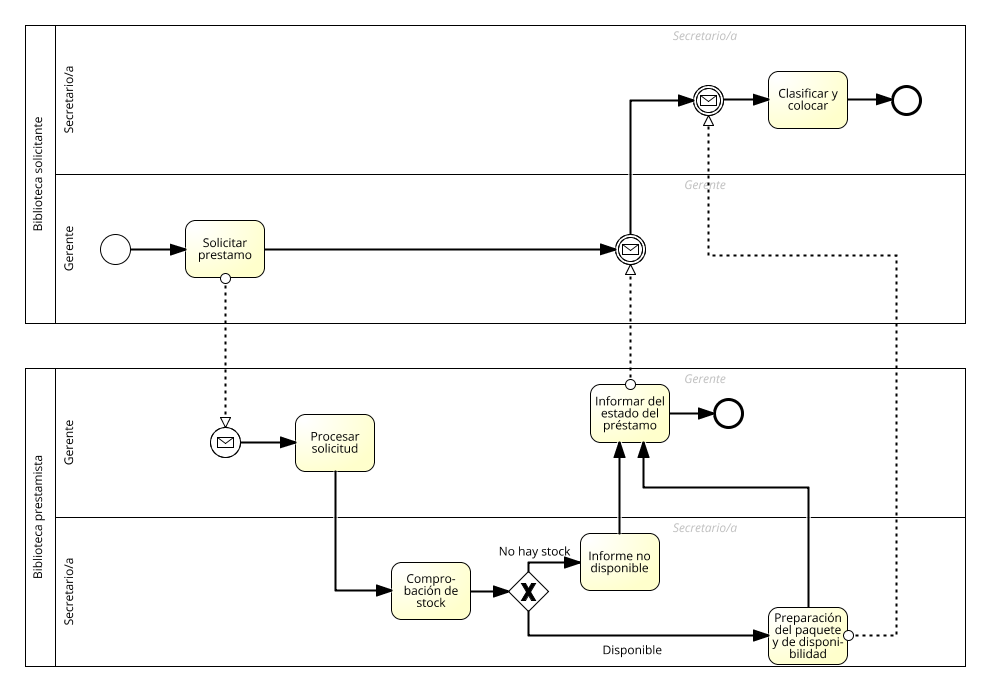 Biblioteca solicitante
Secretario/a
Secretario/a
Clasificar y
colocar
Gerente
Gerente
Solicitar
prestamo
Biblioteca prestamista
Gerente
Gerente
Informar del
estado del
préstamo
Procesar
solicitud
Secretario/a
Secretario/a
No hay stock
Informe no
disponible
Compro-
bación de
stock
Preparación
del paquete
y de disponi-
bilidad
Disponible